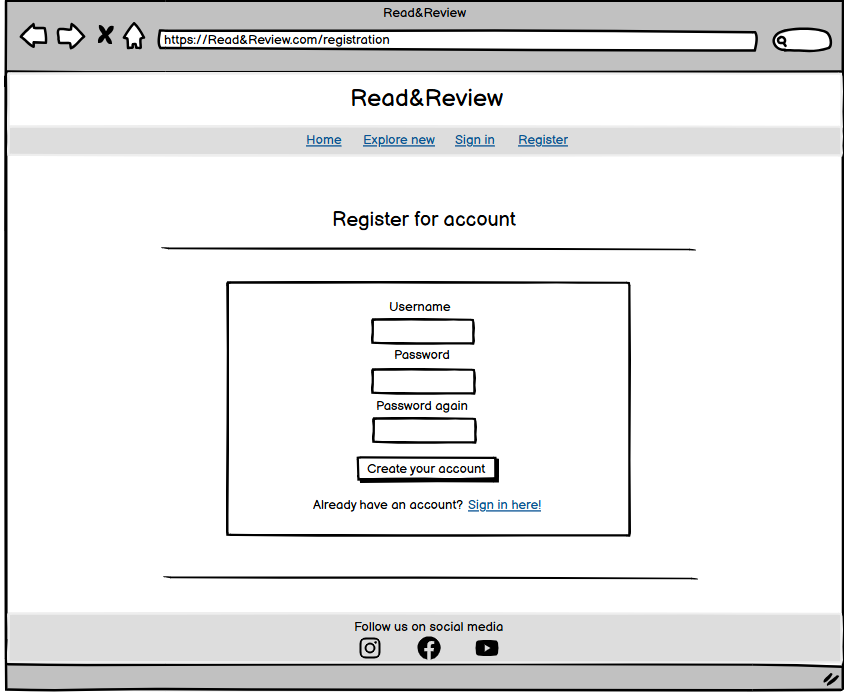 Read&Review
https://Read&Review.com/registration
Read&Review
Home Explore new Sign in Register
Register for account
Username
Password
Password again
Create your account
Already have an account? Sign in here!
Follow us on social media